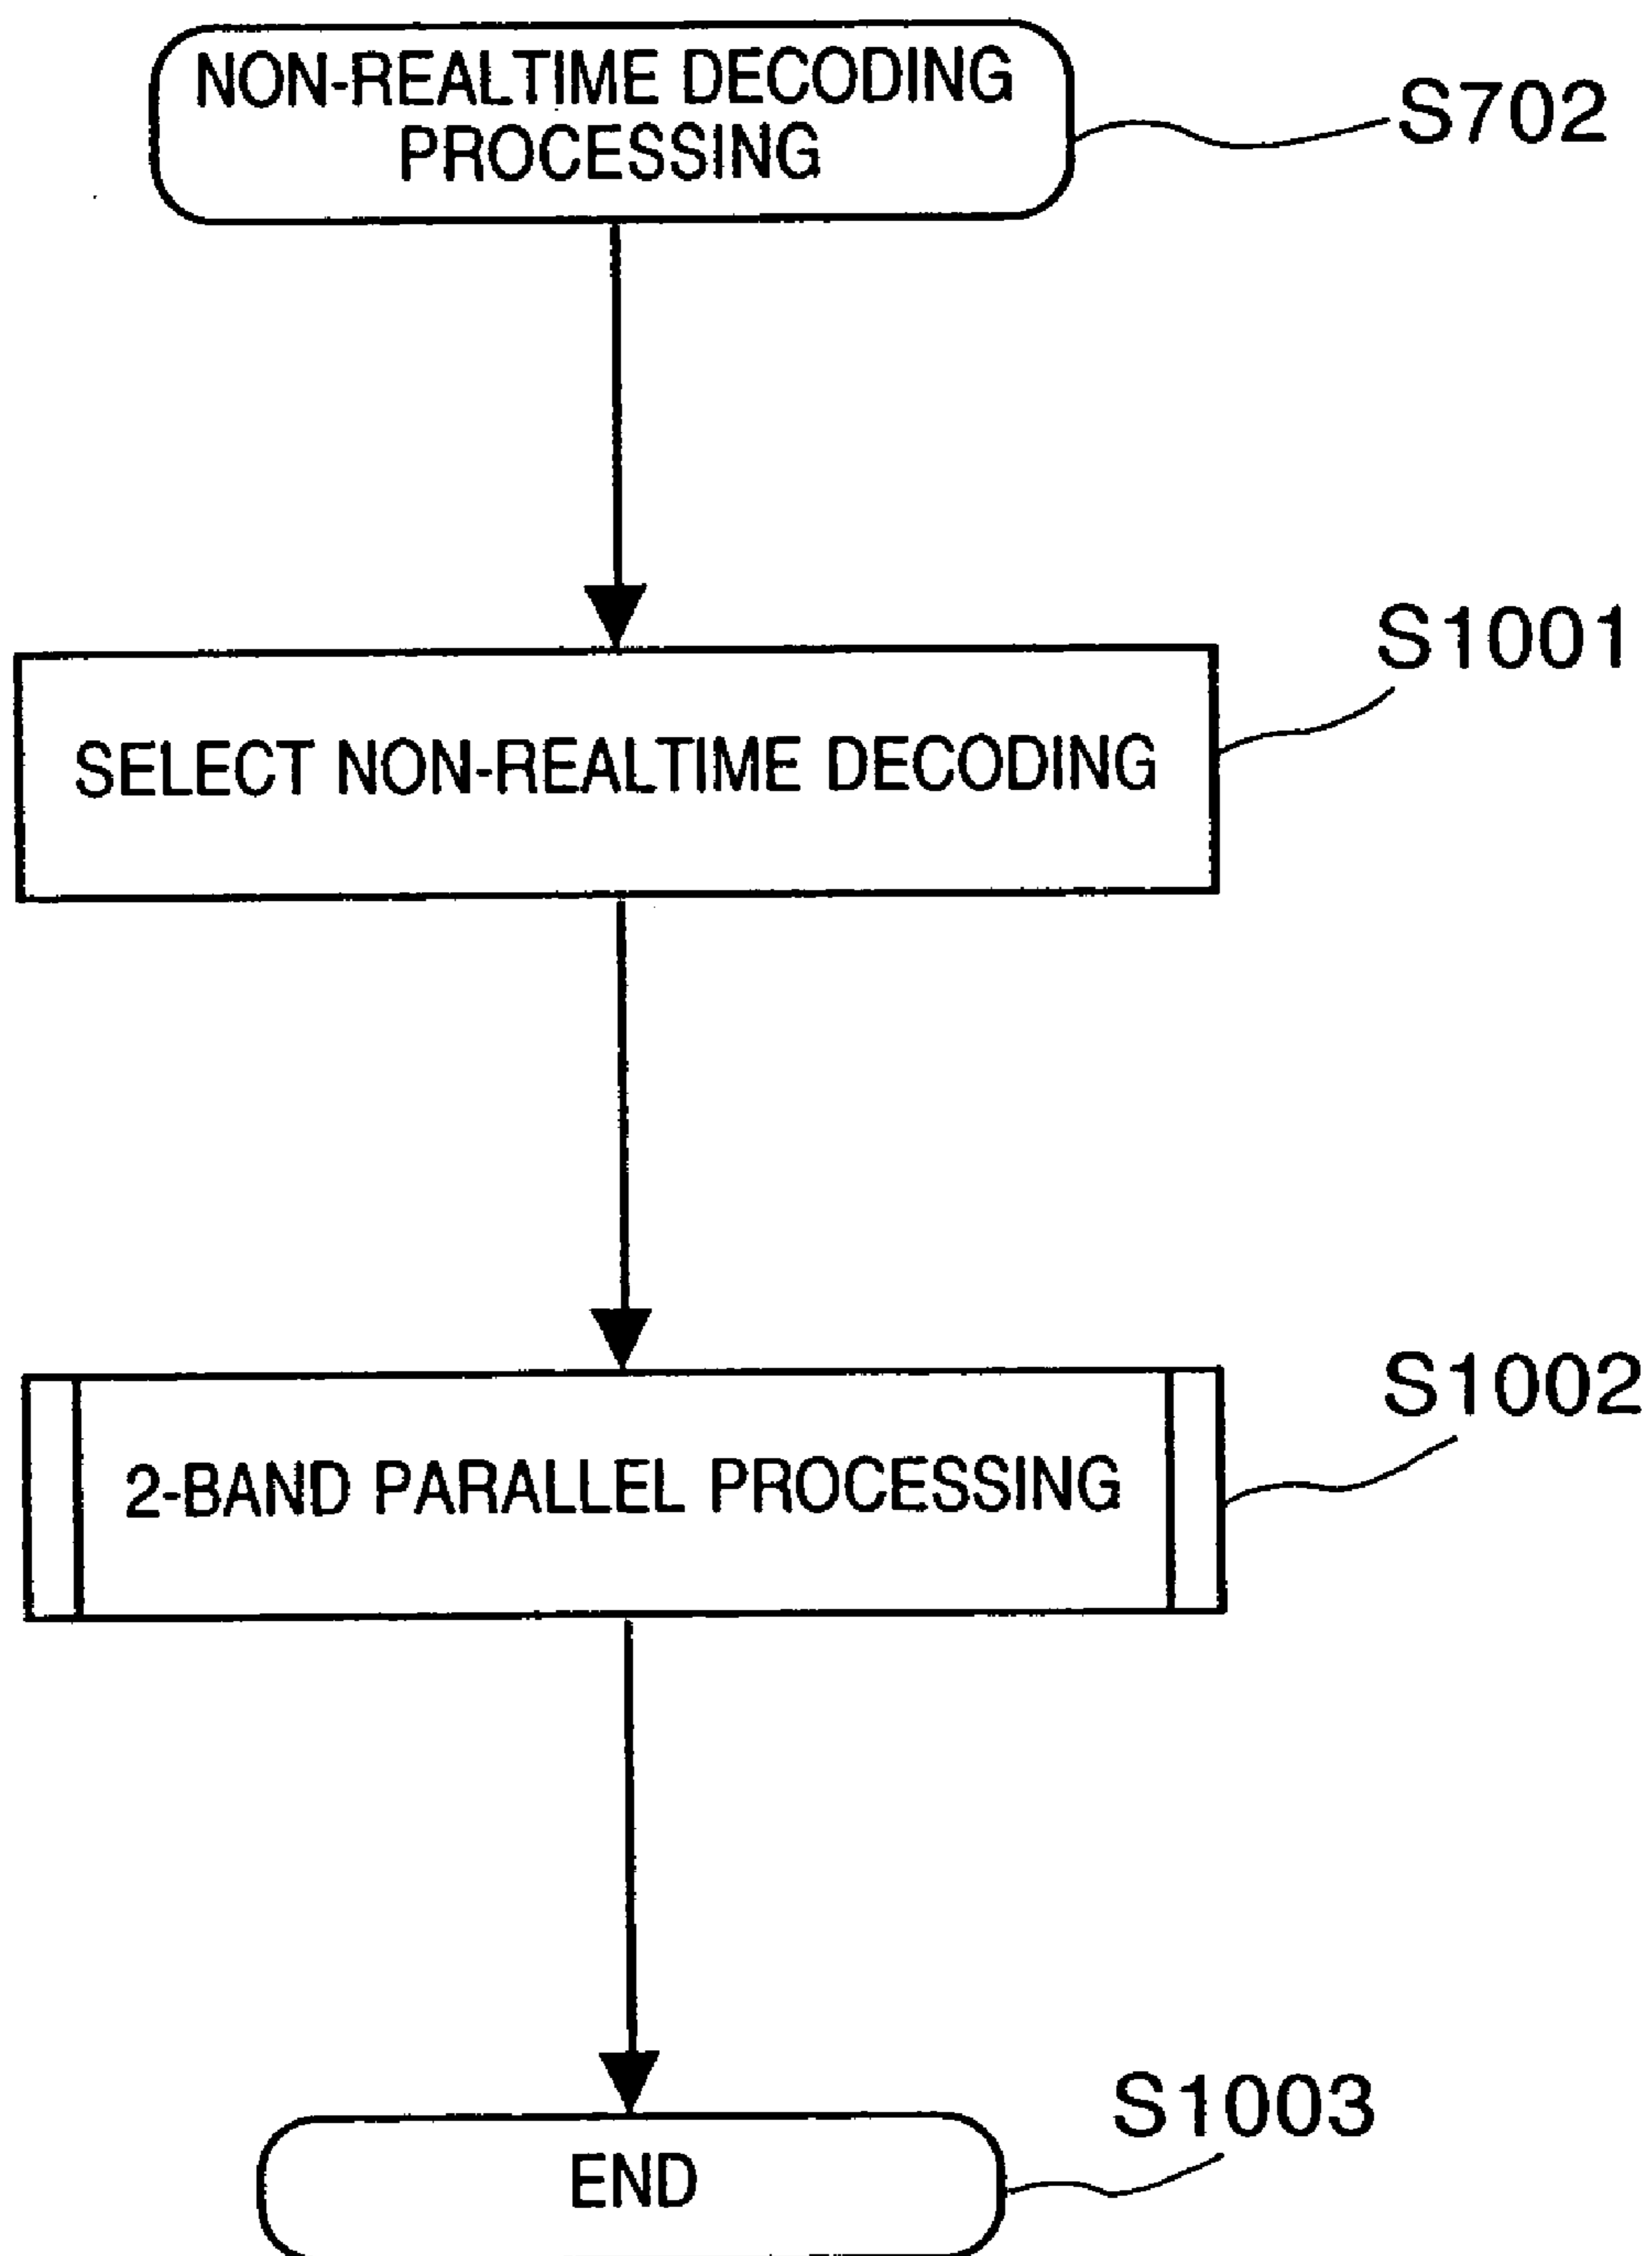 NON-REALTIME DECODING
PROCESSING
S702
S1001
SELECT NON-REALTIME DECODING
S1002
2-BAND PARALLEL PROCESSING
S1003
END